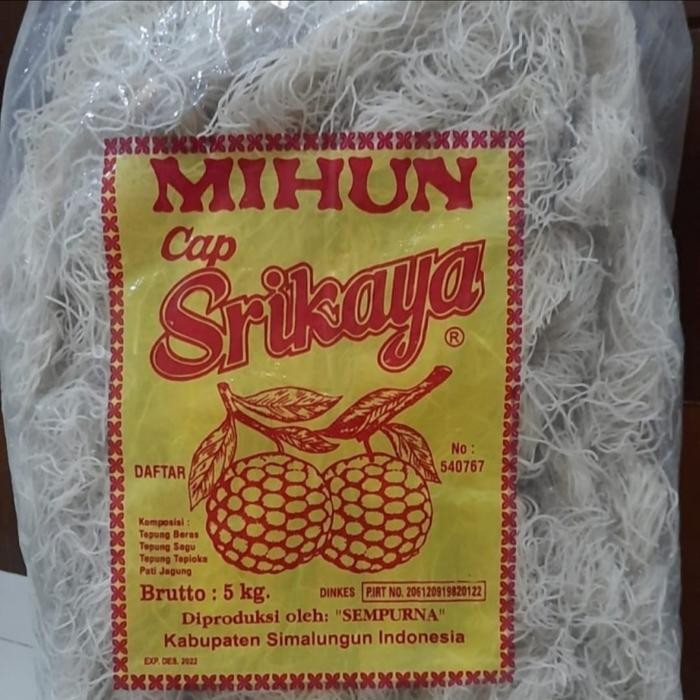 MIHUN
Cap
Srikaya
®
DAFTAR
No :
540767
Komposisi :
Tepung Beras
Tepung Sagu
Tepung Tepioka
Pati Jagung
Brutto : 5 kg.
DINKES P.IRT NO. 206120919820122
Diproduksi oleh: "SEMPURNA"
Kabupaten Simalungun Indonesia
EXP. DES. 2022